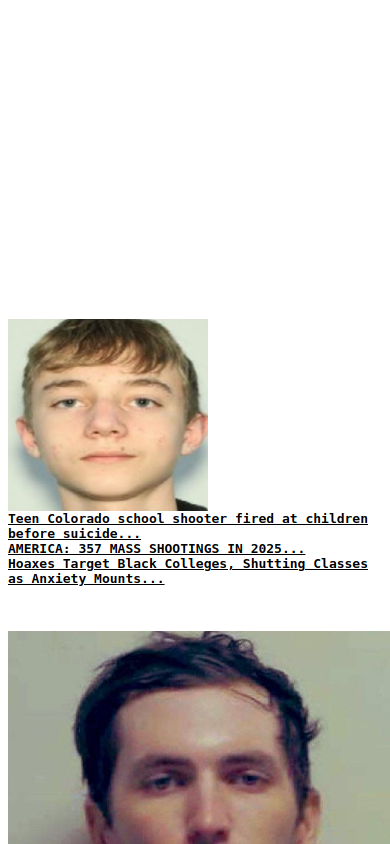 Teen Colorado school shooter fired at children
before suicide...
AMERICA: 357 MASS SHOOTINGS IN 2025...
Hoaxes Target Black Colleges, Shutting Classes
as Anxiety Mounts...